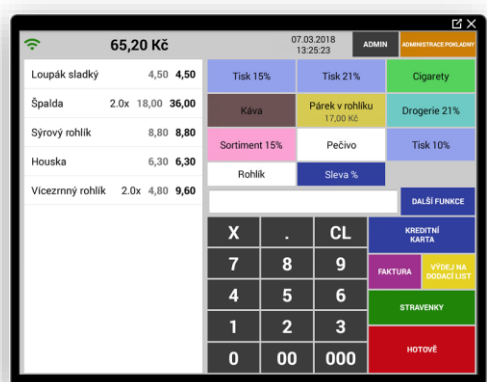 65,20 Kč
07.03.2018
13:25:23
ADMIN
ADMINISTRACE POKLADNY
Loupák sladký 4,50 4,50
Špalda 2.0x 18,00 36,00
Sýrový rohlík 8,80 8,80
Houska 6,30 6,30
Vícezrnný rohlík 2.0x 4,80 9,60
Tisk 15% Tisk 21% Cigarety
Káva Párek v rohlíku Drogerie 21%
17,00 Kč
Sortiment 15% Pečivo Tisk 10%
Rohlík Sleva %
DALŠÍ FUNKCE
X . CL
KREDITNÍ
KARTA
7 8 9
FAKTURA
VÝDEJ NA
DODACÍ LIST
4 5 6
STRAVENKY
1 2 3
HOTOVĚ
0 00 000